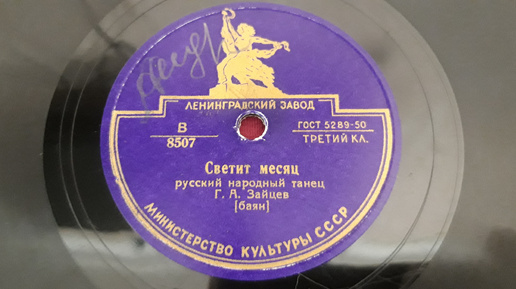 ЛЕНИНГРАДСКИЙ ЗАВОД
В
8507
ГОСТ 5289-50
ТРЕТИЙ КЛ.
Светит месяц
русский народный танец
Г. А. Зайцев
(баян)
МИНИСТЕРСТВО КУЛЬТУРЫ СССР